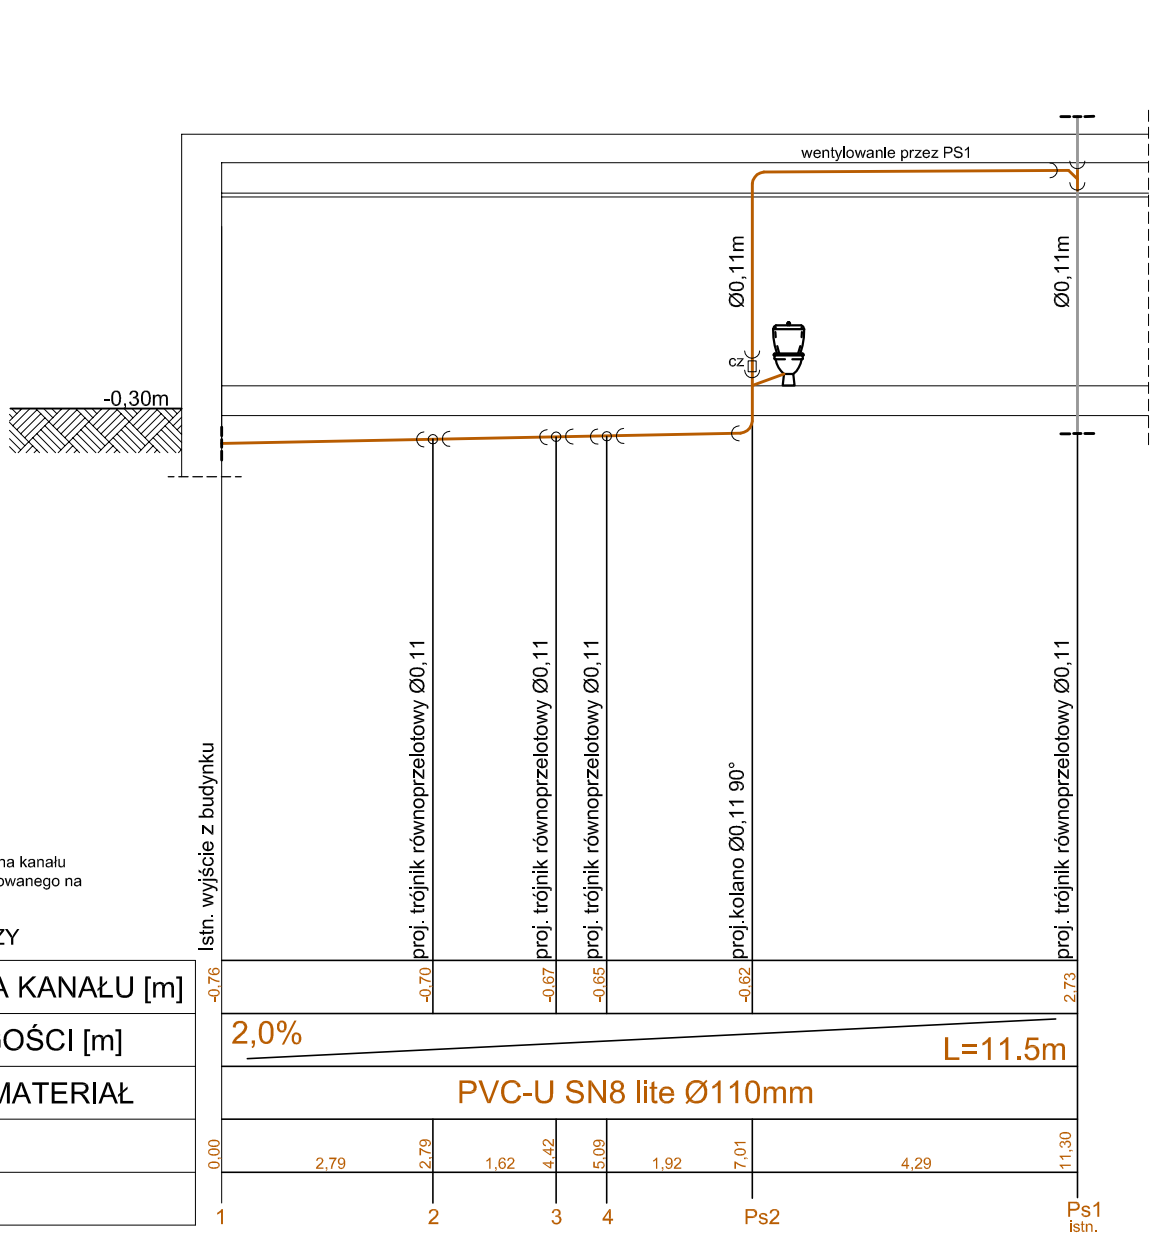 wentylowanie przez PS1
Ø0,11m
Ø0,11m
cz
-0,30m
Istn. wyjście z budynku
proj. trójnik równoprzelotowy Ø0,11
proj. trójnik równoprzelotowy Ø0,11
proj. trójnik równoprzelotowy Ø0,11
proj.kolano Ø0,11 90°
proj. trójnik równoprzelotowy Ø0,11
na kanału
owanego na
ZY
A KANAŁU [m]
-0,76
-0,70
-0,67
-0,65
-0,62
2,73
GOŚCI [m]
2,0%
L=11.5m
MATERIAŁ
PVC-U SN8 lite Ø110mm
0,00
2,79
2,79
1,62
4,42
5,09
1,92
7,01
4,29
11,30
1
2
3
4
Ps2
Ps1
istn.